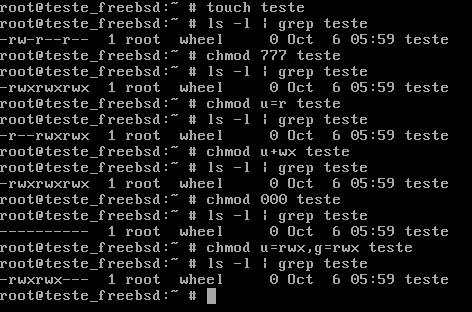 root@teste_freebsd:~ # touch teste
root@teste_freebsd:~ # ls -l | grep teste
-rw-r--r--  1 root  wheel      0 Oct  6 05:59 teste
root@teste_freebsd:~ # chmod 777 teste
root@teste_freebsd:~ # ls -l | grep teste
-rwxrwxrwx  1 root  wheel      0 Oct  6 05:59 teste
root@teste_freebsd:~ # chmod u=r teste
root@teste_freebsd:~ # ls -l | grep teste
-r--rwxrwx  1 root  wheel      0 Oct  6 05:59 teste
root@teste_freebsd:~ # chmod u+wx teste
root@teste_freebsd:~ # ls -l | grep teste
-rwxrwxrwx  1 root  wheel      0 Oct  6 05:59 teste
root@teste_freebsd:~ # chmod 000 teste
root@teste_freebsd:~ # ls -l | grep teste
----------  1 root  wheel      0 Oct  6 05:59 teste
root@teste_freebsd:~ # chmod u=rwx,g=rwx teste
root@teste_freebsd:~ # ls -l | grep teste
-rwxrwx---  1 root  wheel      0 Oct  6 05:59 teste
root@teste_freebsd:~ #